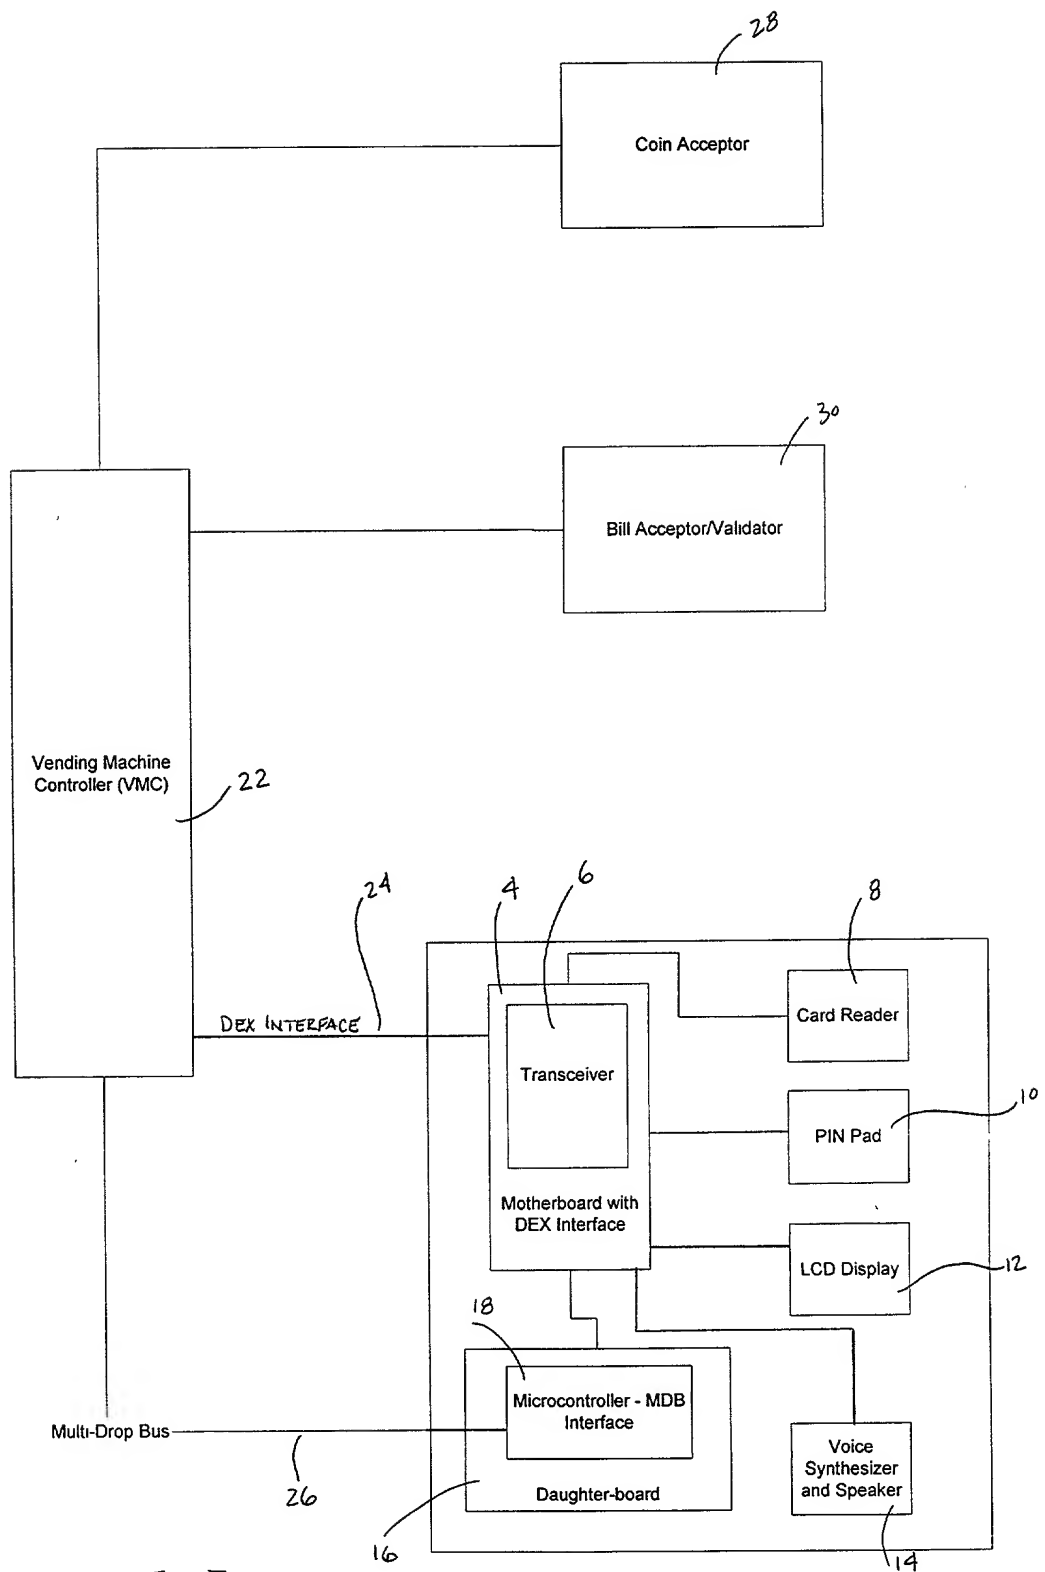 28
Coin Acceptor
30
Bill Acceptor/Validator
Vending Machine
Controller (VMC)
22
24
4
6
8
DEX INTERFACE
Card Reader
Transceiver
10
PIN Pad
Motherboard with
DEX Interface
LCD Display
12
18
Microcontroller - MDB
Interface
Multi-Drop Bus
26
Daughter-board
16
Voice
Synthesizer
and Speaker
14